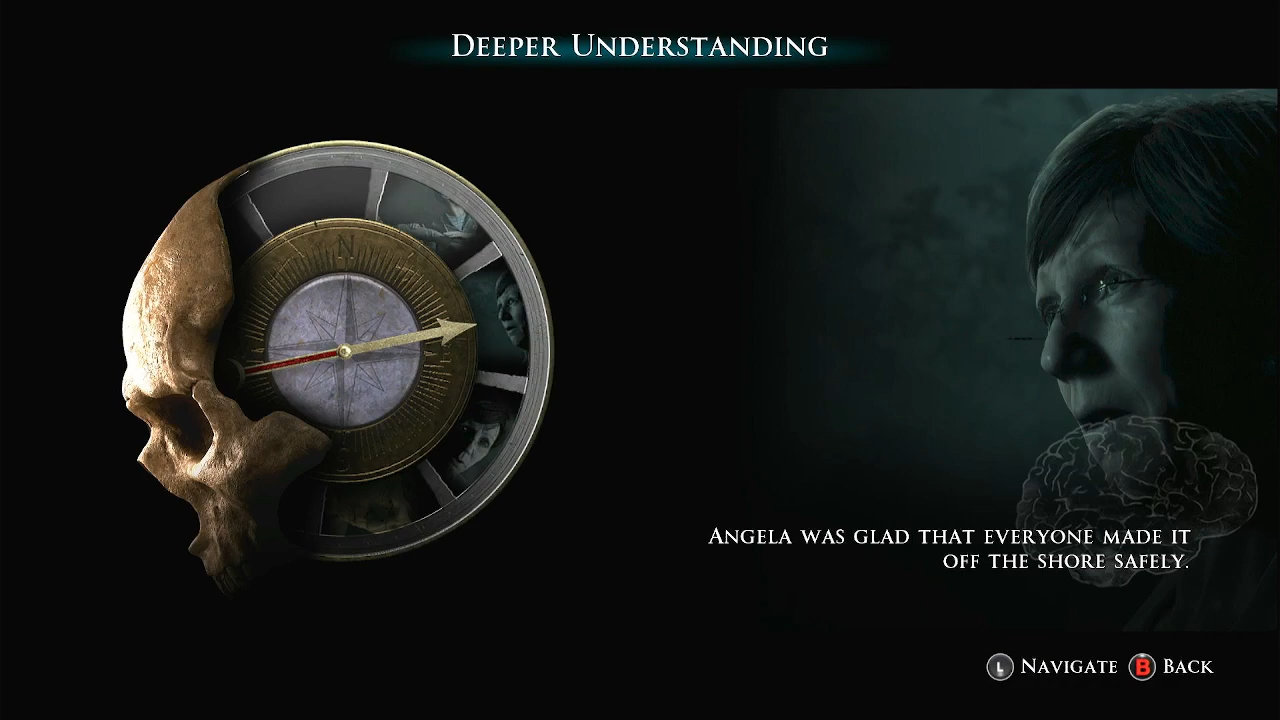 Deeper Understanding
N
Angela was glad that everyone made it
off the shore safely.
L Navigate B Back